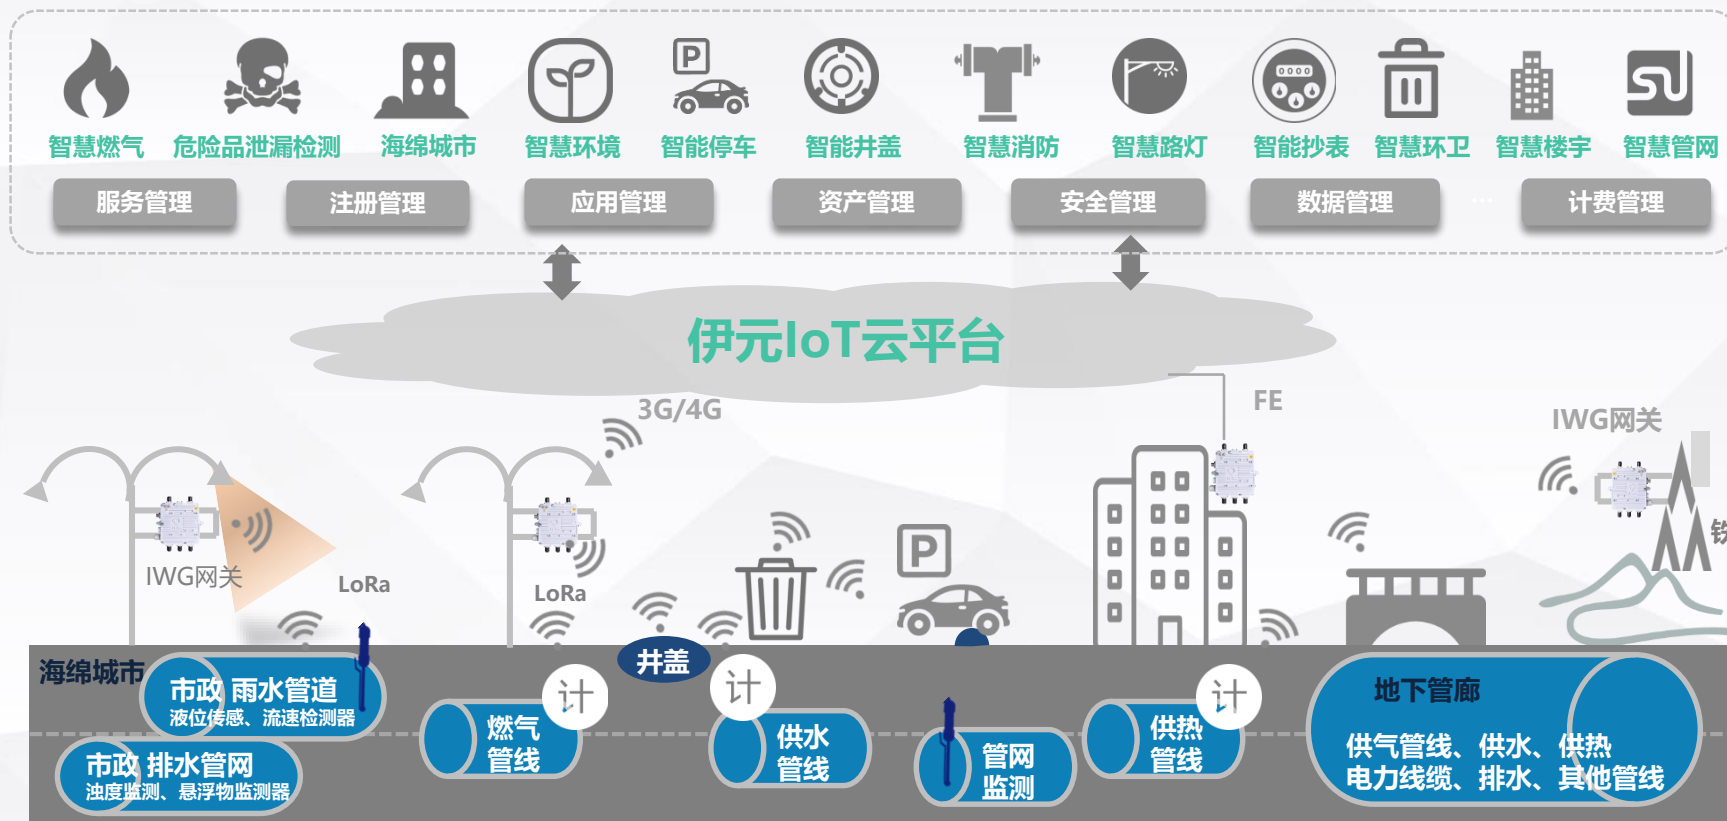 P
0000
智慧燃气
危险品泄漏检测
海绵城市
智慧环境
智能停车
智能井盖
智慧消防
智慧路灯
智能抄表
智慧环卫
智慧楼宇
智慧管网
服务管理
注册管理
应用管理
资产管理
安全管理
数据管理
...
计费管理
伊元IoT云平台
3G/4G
FE
IWG网关
P
铁
IWG网关
LoRa
LoRa
海绵城市
市政 雨水管道
液位传感、流速检测器
市政 排水管网
浊度监测、悬浮物监测器
燃气
管线
计
井盖
计
供水
管线
管网
监测
计
供热
管线
地下管廊
供气管线、供水、供热
电力线缆、排水、其他管线